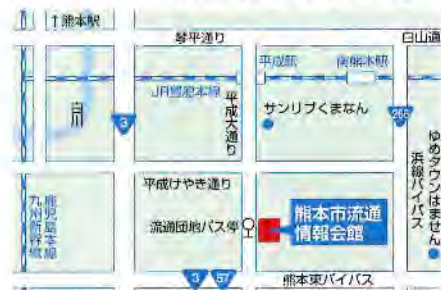 ↑熊本駅
琴平通り
白山通
平成駅
南熊本駅
JR豊肥本線
平成大通り
サンリブくまなん
3
266
ゆめタウンはません
浜線バイパス
平成けやき通り
鹿児島本線
九州新幹線
流通団地バス停
熊本市流通
情報会館
3
57
熊本東バイパス